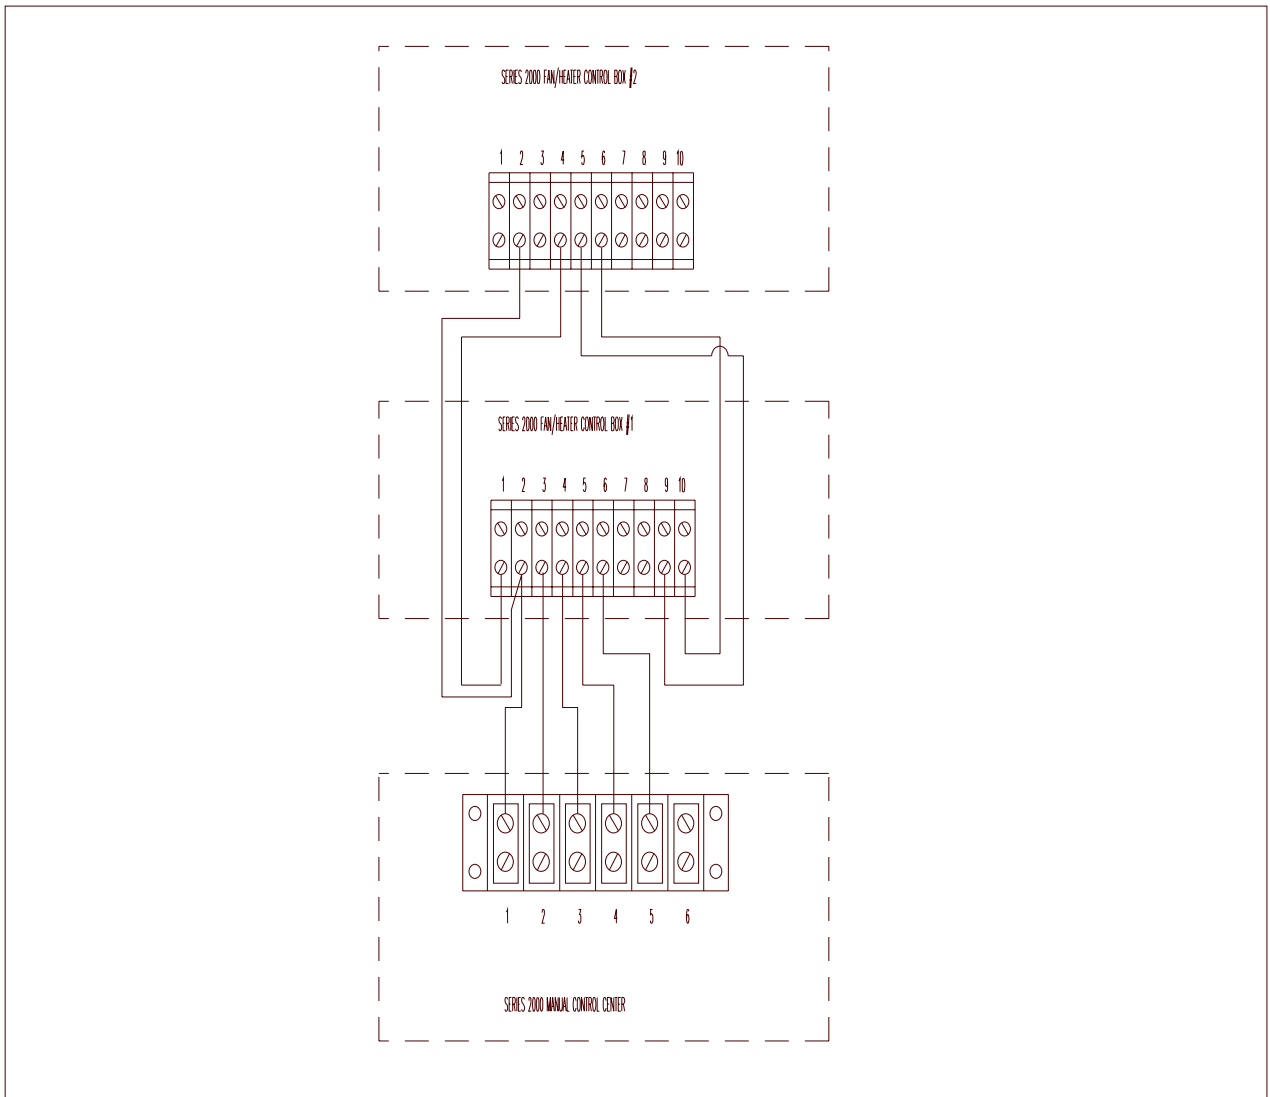 SERIES 2000 FAN/HEATER CONTROL BOX #2
1 2 3 4 5 6 7 8 9 10
SERIES 2000 FAN/HEATER CONTROL BOX #1
1 2 3 4 5 6 7 8 9 10
1 2 3 4 5 6
SERIES 2000 MANUAL CONTROL CENTER